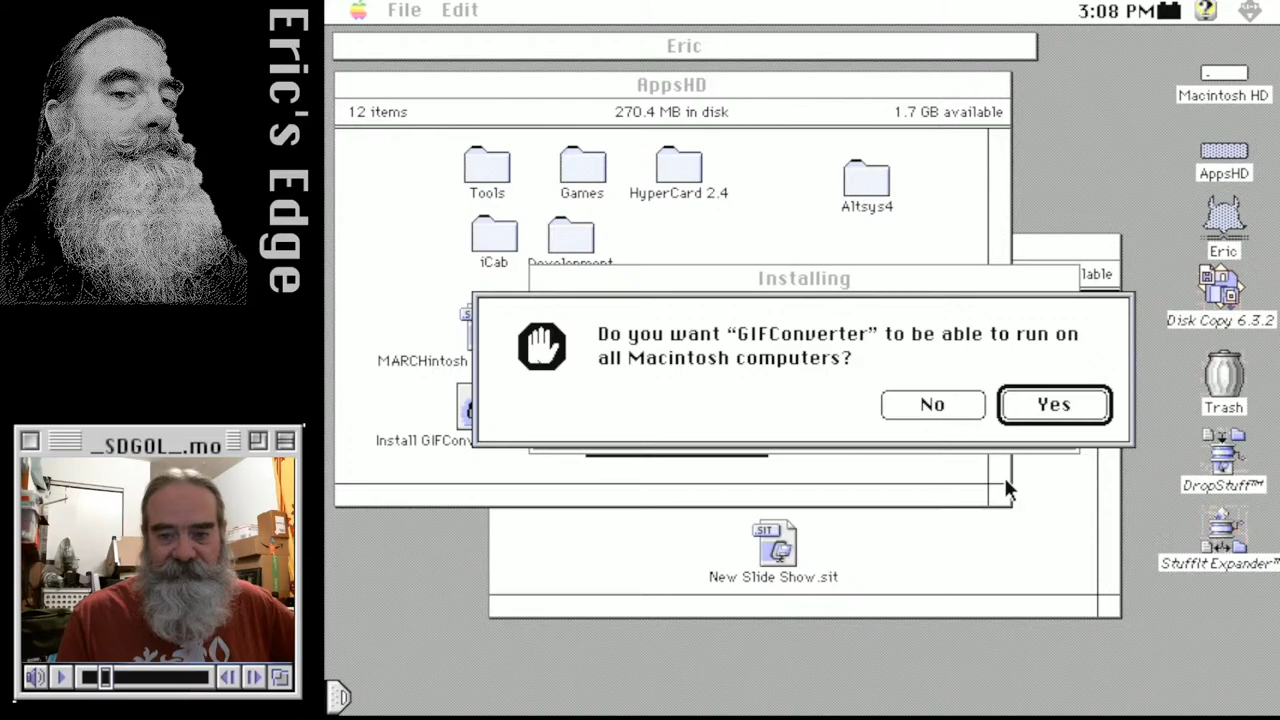 Eric's Edge
File Edit
3:08 PM
Eric
AppsHD
12 items 270.4 MB in disk 1.7 GB available
Tools
Games
HyperCard 2.4
Altsys4
iCab
Development
lable
Installing
Do you want “GIFConverter” to be able to run on
all Macintosh computers?
No
Yes
MARCHintosh
Install GIFConv
.SIT
New Slide Show.sit
Macintosh HD
AppsHD
Eric
Disk Copy 6.3.2
Trash
DropStuff™
StuffIt Expander™
_SDGOL_.mo